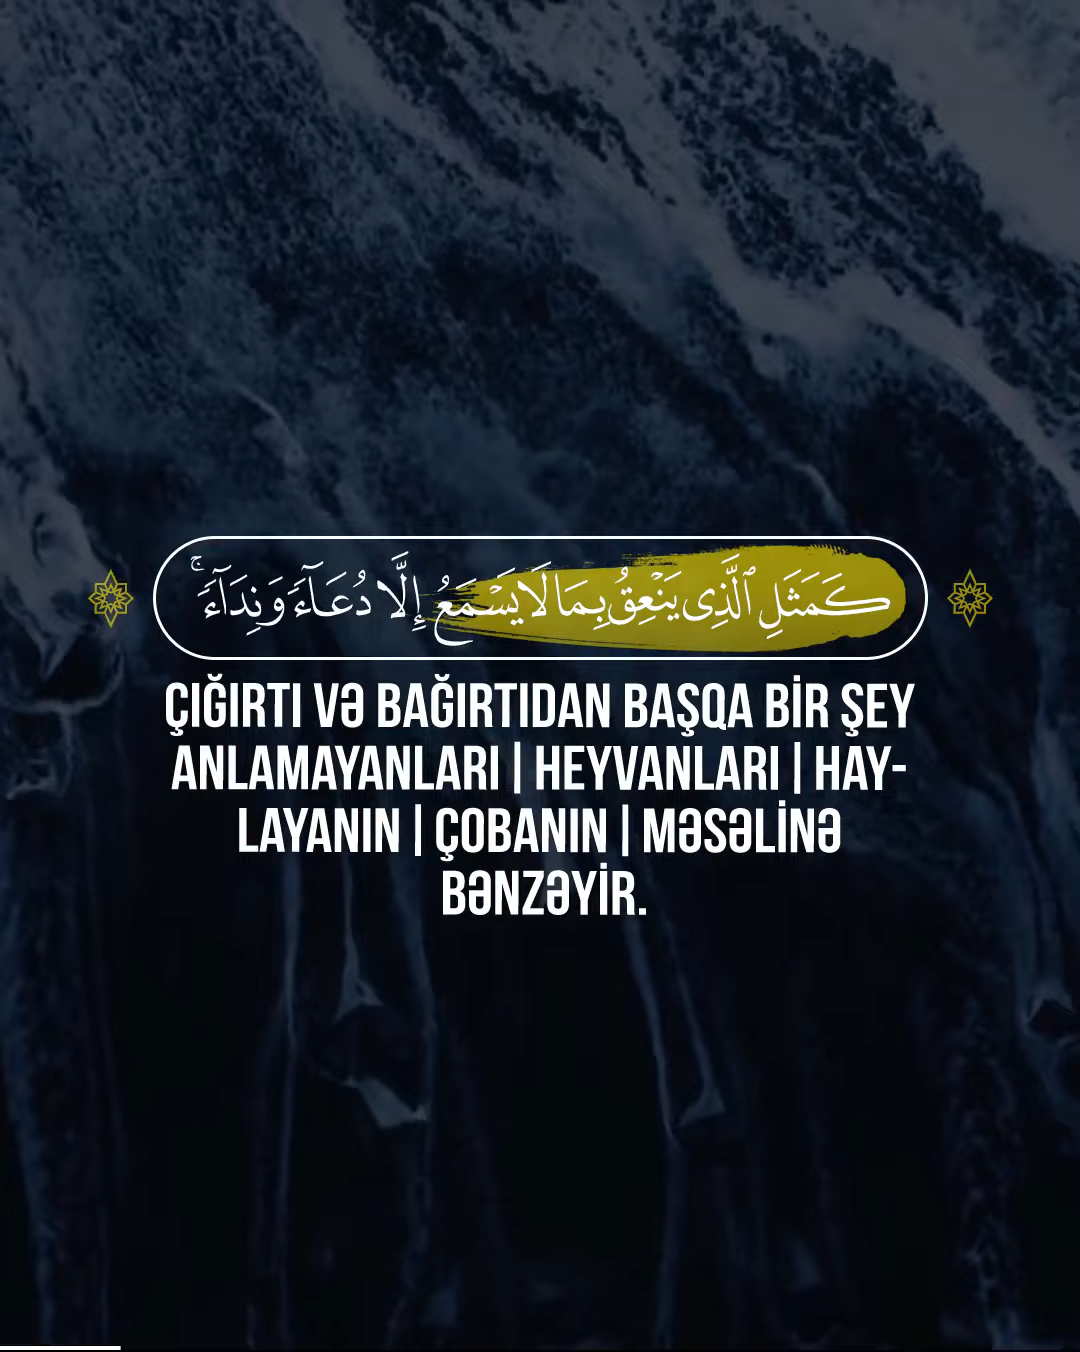 كَمَثَلِ ٱلَّذِى يَنْعِقُ بِمَا لَا يَسْمَعُ إِلَّا دُعَآءً وَنِدَآءً ۚ
ÇIĞIRTI VƏ BAĞIRTIDAN BAŞQA BİR ŞEY
ANLAMAYANLARI | HEYVANLARI | HAY-
LAYANIN | ÇOBANIN | MƏSƏLİNƏ
BƏNZƏYİR.